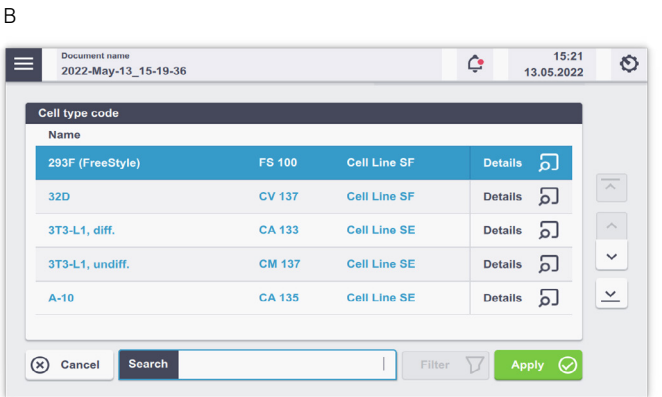 B
Document name
2022-May-13_15-19-36
15:21
13.05.2022
Cell type code
Name
293F (FreeStyle) FS 100 Cell Line SF Details
32D CV 137 Cell Line SF Details
3T3-L1, diff. CA 133 Cell Line SE Details
3T3-L1, undiff. CM 137 Cell Line SE Details
A-10 CA 135 Cell Line SE Details
Cancel Search Filter Apply